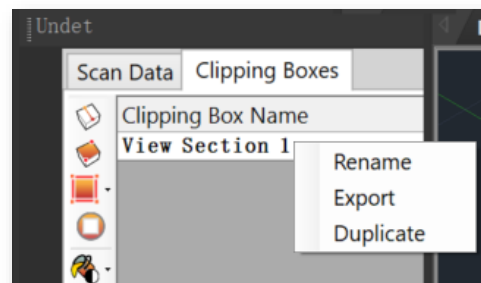 Undet
Scan Data
Clipping Boxes
Clipping Box Name
View Section 1
Rename
Export
Duplicate